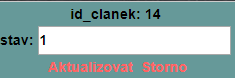 id_clanek: 14
stav: 1
Aktualizovat Storno